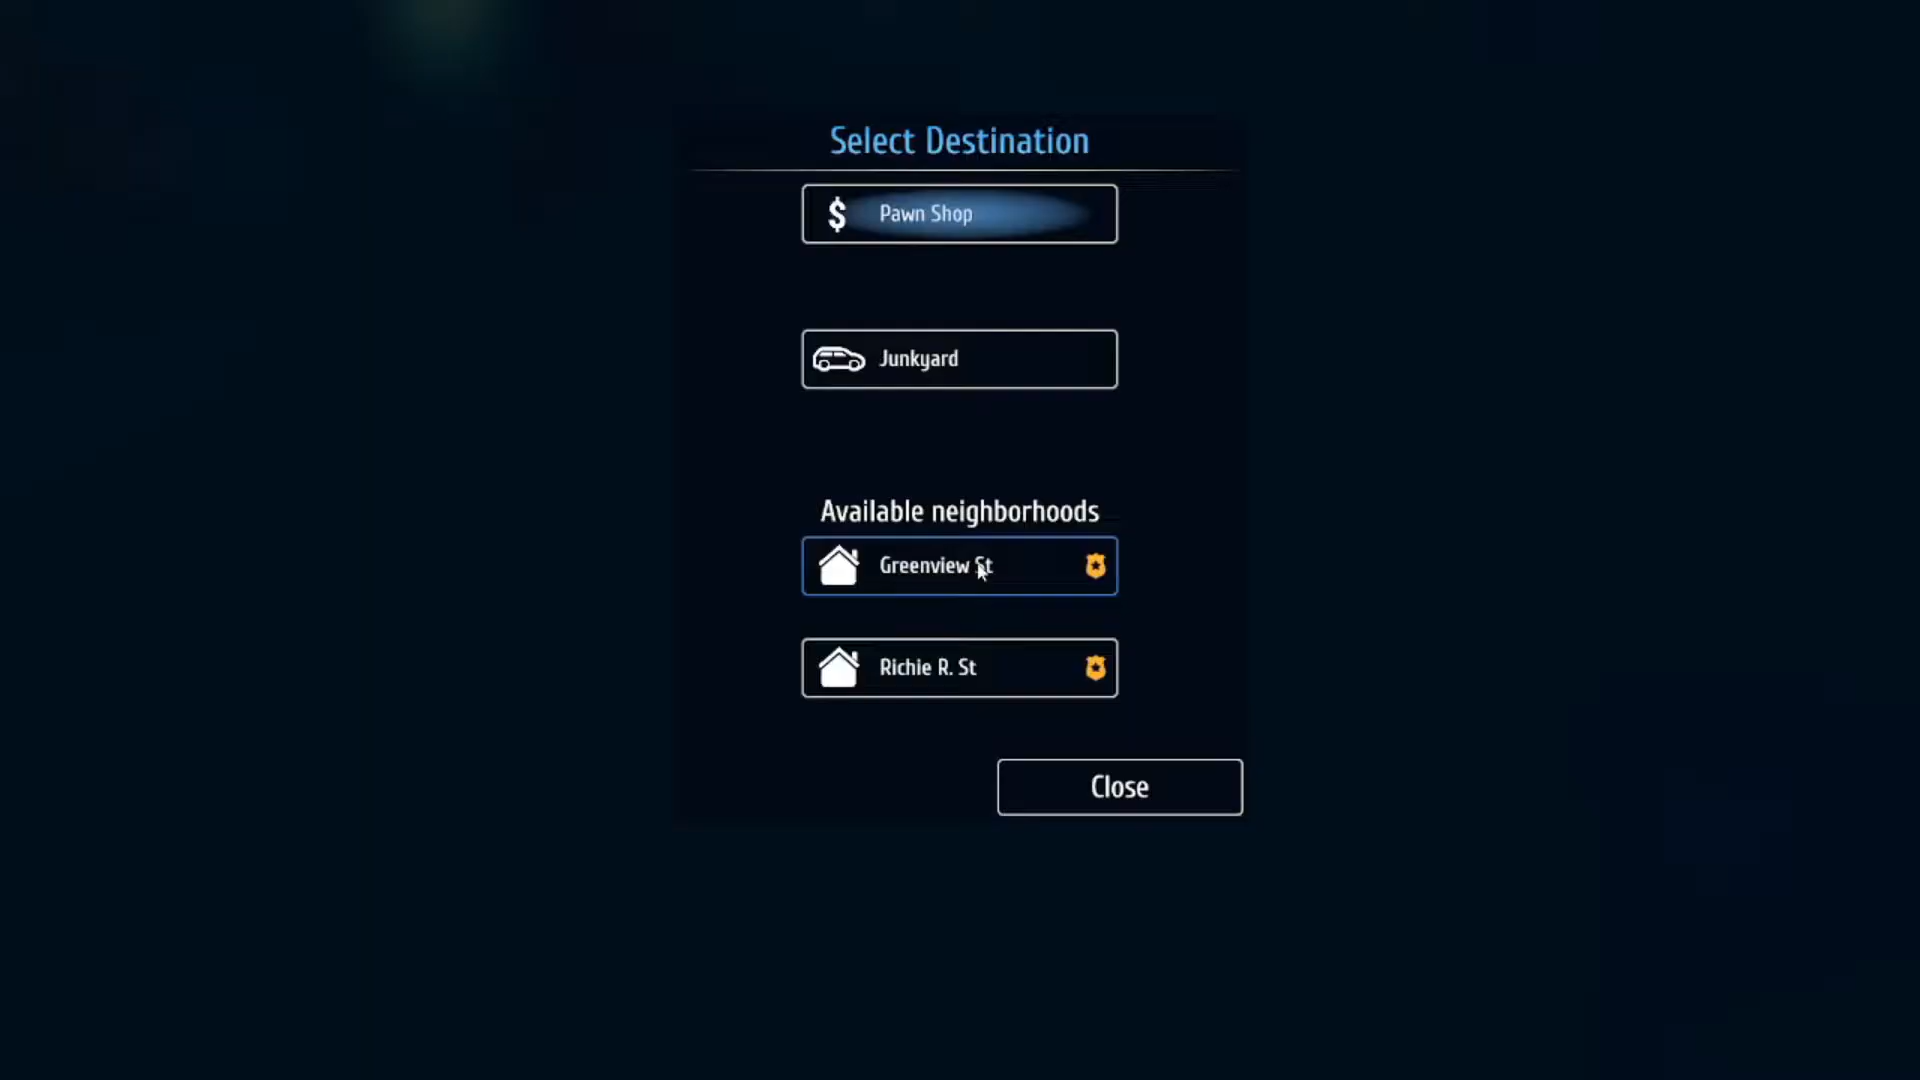 Select Destination
$ Pawn Shop
Junkyard
Available neighborhoods
Greenview St
Richie R. St
Close